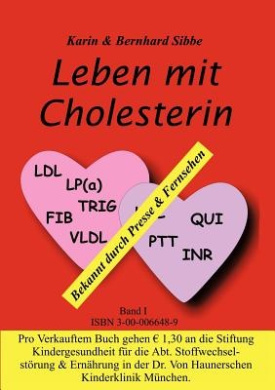 Karin & Bernhard Sibbe
Leben mit
Cholesterin
LDL
LP(a)
TRIG
FIB
VLDL
Bekannt durch Presse & Fernsehen
QUI
PTT
INR
Band I
ISBN 3-00-006648-9
Pro Verkauftem Buch gehen € 1,30 an die Stiftung
Kindergesundheit für die Abt. Stoffwechsel-
störung & Ernährung in der Dr. Von Haunerschen
Kinderklinik München.